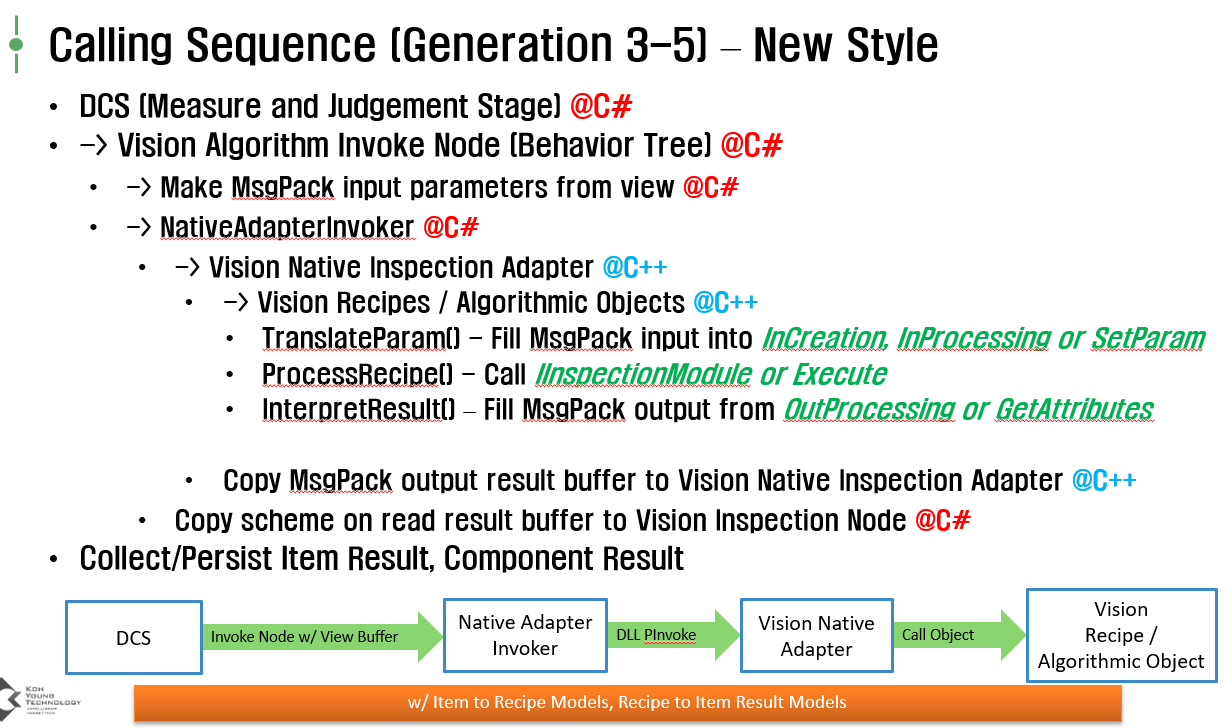 Calling Sequence (Generation 3-5) – New Style
• DCS (Measure and Judgement Stage) @C#
• -> Vision Algorithm Invoke Node (Behavior Tree) @C#
• -> Make MsgPack input parameters from view @C#
• -> NativeAdapterInvoker @C#
• -> Vision Native Inspection Adapter @C++
• -> Vision Recipes / Algorithmic Objects @C++
• TranslateParam() - Fill MsgPack input into InCreation, InProcessing or SetParam
• ProcessRecipe() - Call IInspectionModule or Execute
• InterpretResult() – Fill MsgPack output from OutProcessing or GetAttributes
• Copy MsgPack output result buffer to Vision Native Inspection Adapter @C++
• Copy scheme on read result buffer to Vision Inspection Node @C#
• Collect/Persist Item Result, Component Result
DCS
Invoke Node w/ View Buffer
Native Adapter
Invoker
DLL PInvoke
Vision Native
Adapter
Call Object
Vision
Recipe /
Algorithmic Object
KOH YOUNG
TECHNOLOGY
w/ Item to Recipe Models, Recipe to Item Result Models